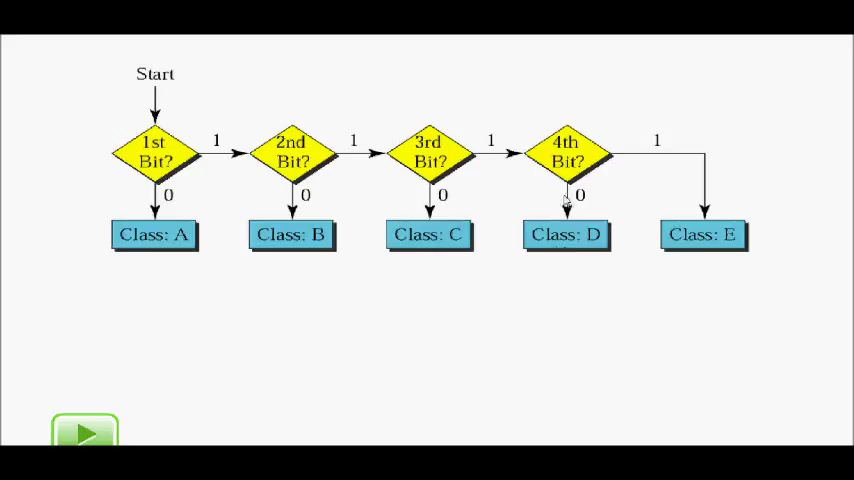 Start
1st
Bit?
1
2nd
Bit?
1
3rd
Bit?
1
4th
Bit?
1
0
0
0
0
Class: A
Class: B
Class: C
Class: D
Class: E